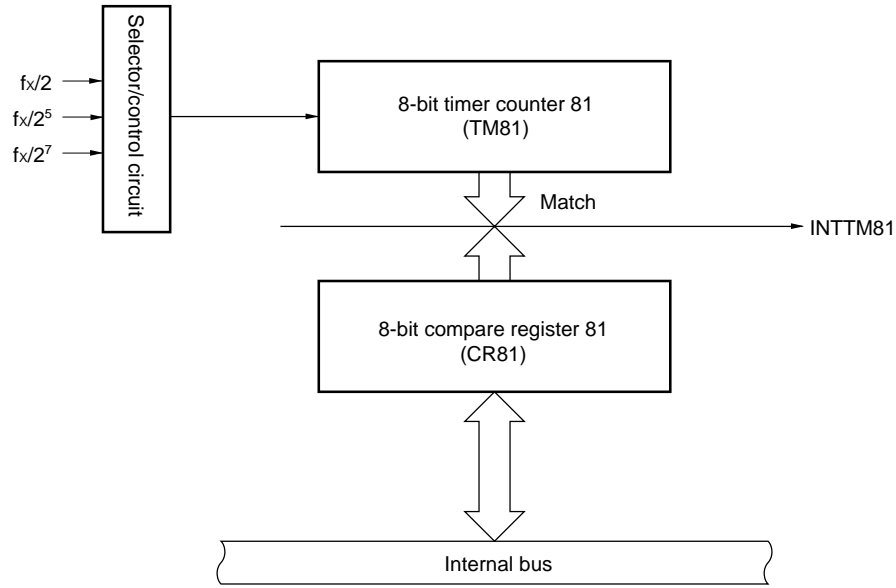 Selector/control circuit
fX/2
fX/2⁵
fX/2⁷
8-bit timer counter 81
(TM81)
Match
INTTM81
8-bit compare register 81
(CR81)
Internal bus